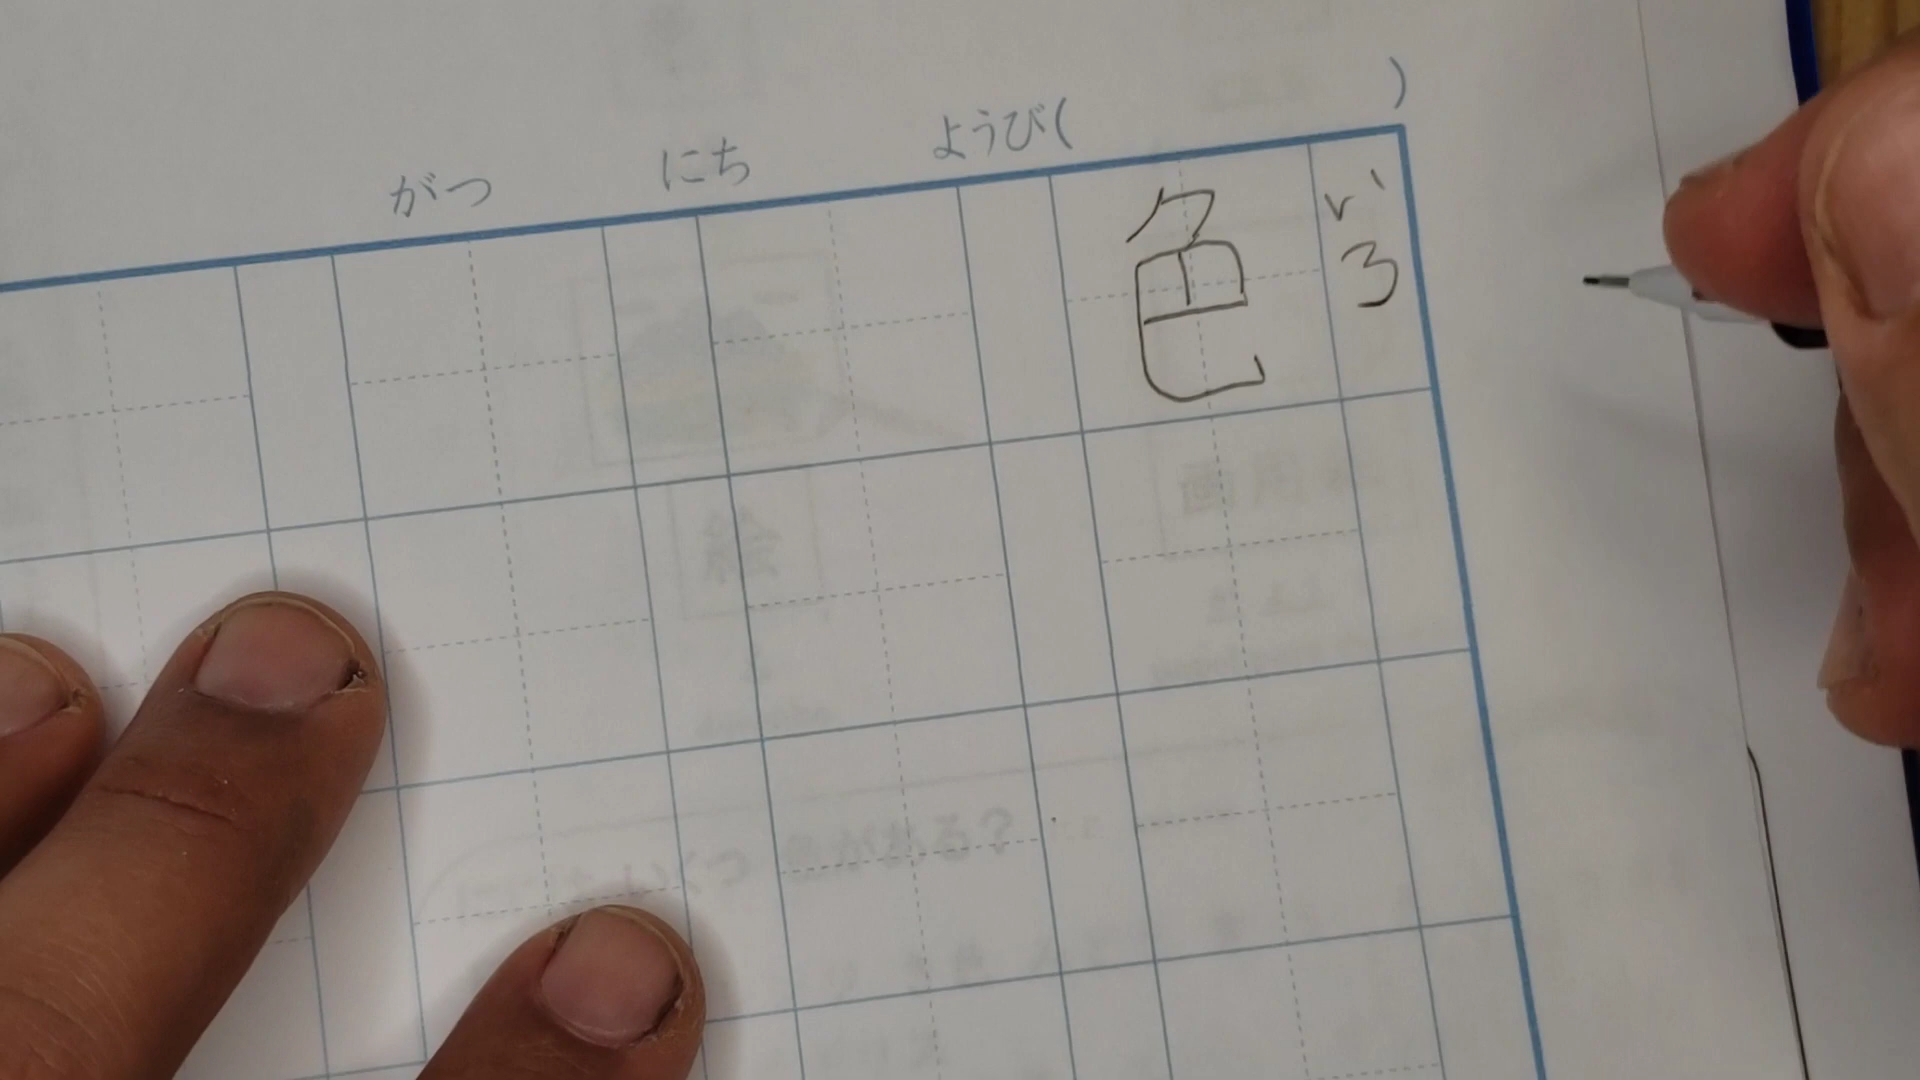 がつ にち ようび( )
色
いろ